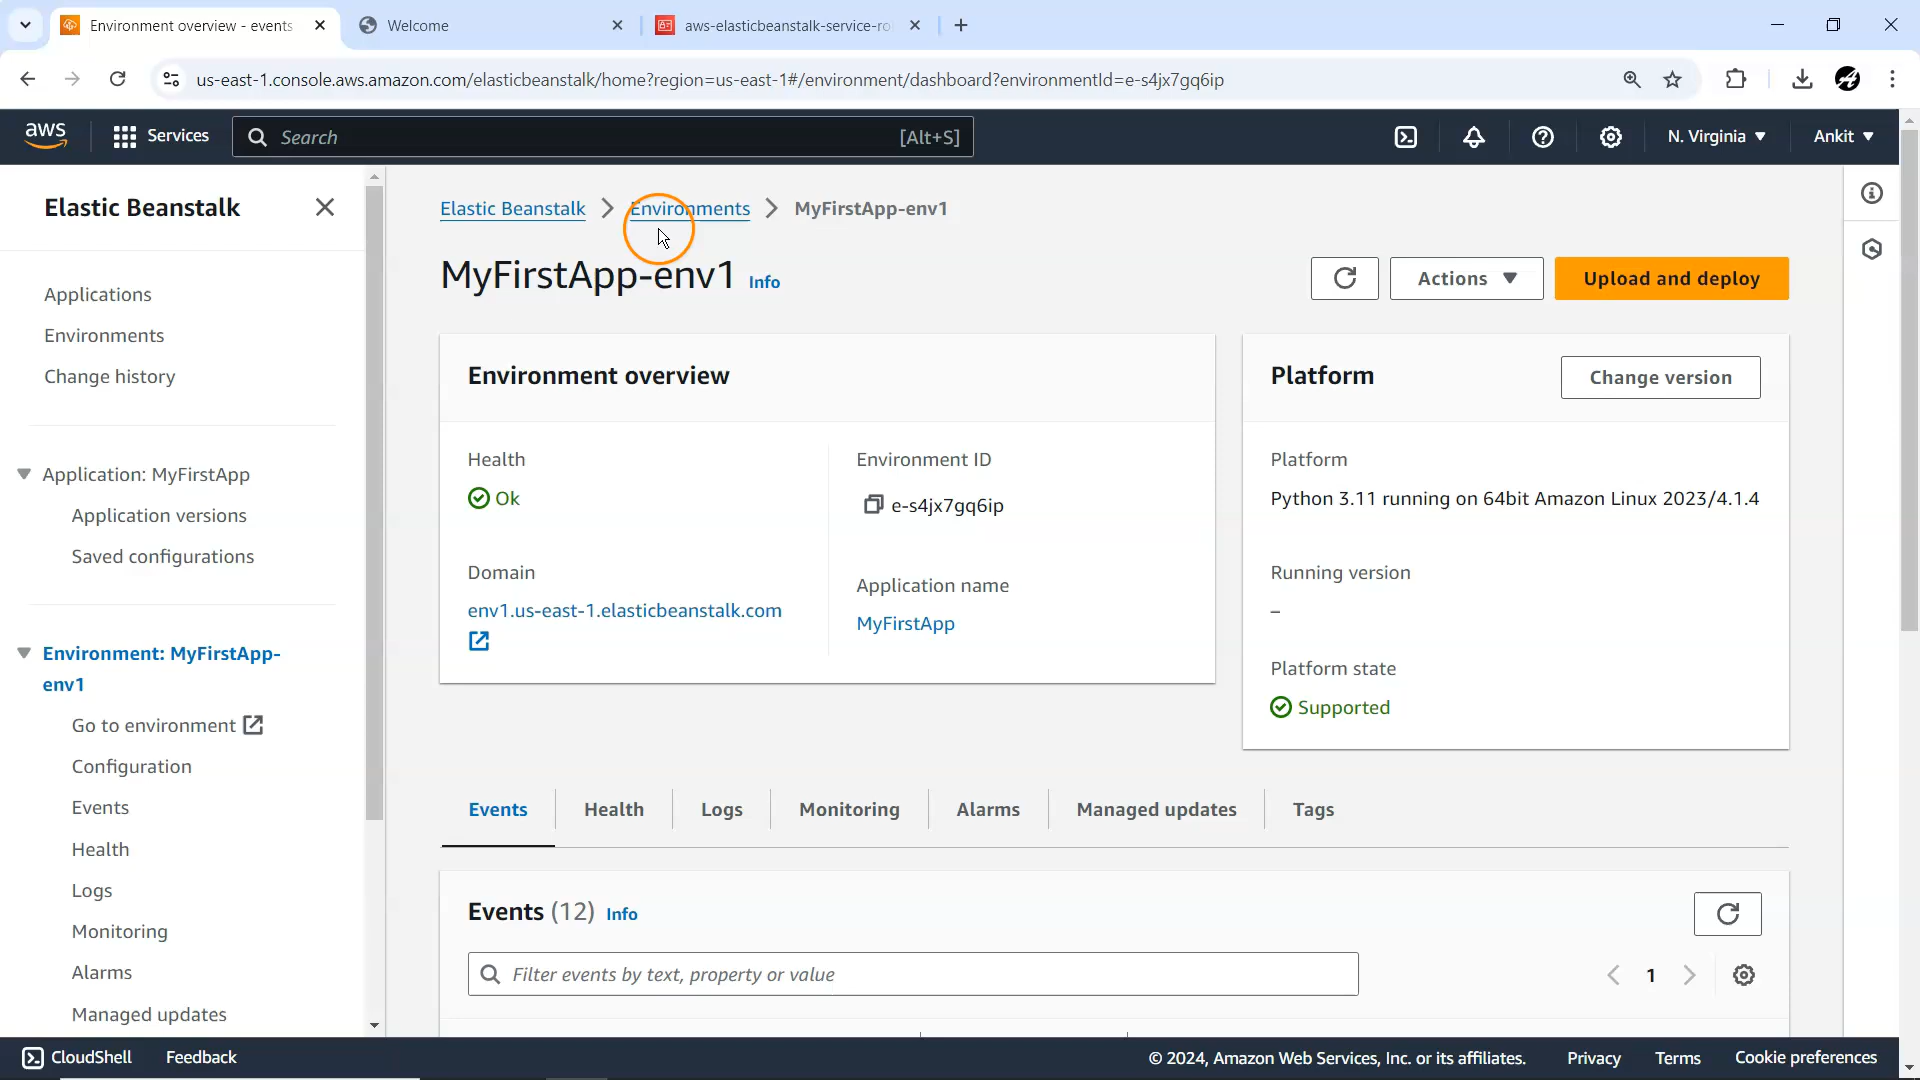 Environment overview - events
Welcome
aws-elasticbeanstalk-service-ro
us-east-1.console.aws.amazon.com/elasticbeanstalk/home?region=us-east-1#/environment/dashboard?environmentId=e-s4jx7gq6ip
aws
Services
Search
[Alt+S]
N. Virginia
Ankit
Elastic Beanstalk
Applications
Environments
Change history
Application: MyFirstApp
Application versions
Saved configurations
Environment: MyFirstApp-
env1
Go to environment
Configuration
Events
Health
Logs
Monitoring
Alarms
Managed updates
Elastic Beanstalk
Environments
MyFirstApp-env1
MyFirstApp-env1
Info
Actions
Upload and deploy
Environment overview
Health
Ok
Domain
env1.us-east-1.elasticbeanstalk.com
Environment ID
e-s4jx7gq6ip
Application name
MyFirstApp
Platform
Change version
Platform
Python 3.11 running on 64bit Amazon Linux 2023/4.1.4
Running version
–
Platform state
Supported
Events
Health
Logs
Monitoring
Alarms
Managed updates
Tags
Events (12)
Info
Filter events by text, property or value
1
CloudShell
Feedback
© 2024, Amazon Web Services, Inc. or its affiliates.
Privacy
Terms
Cookie preferences